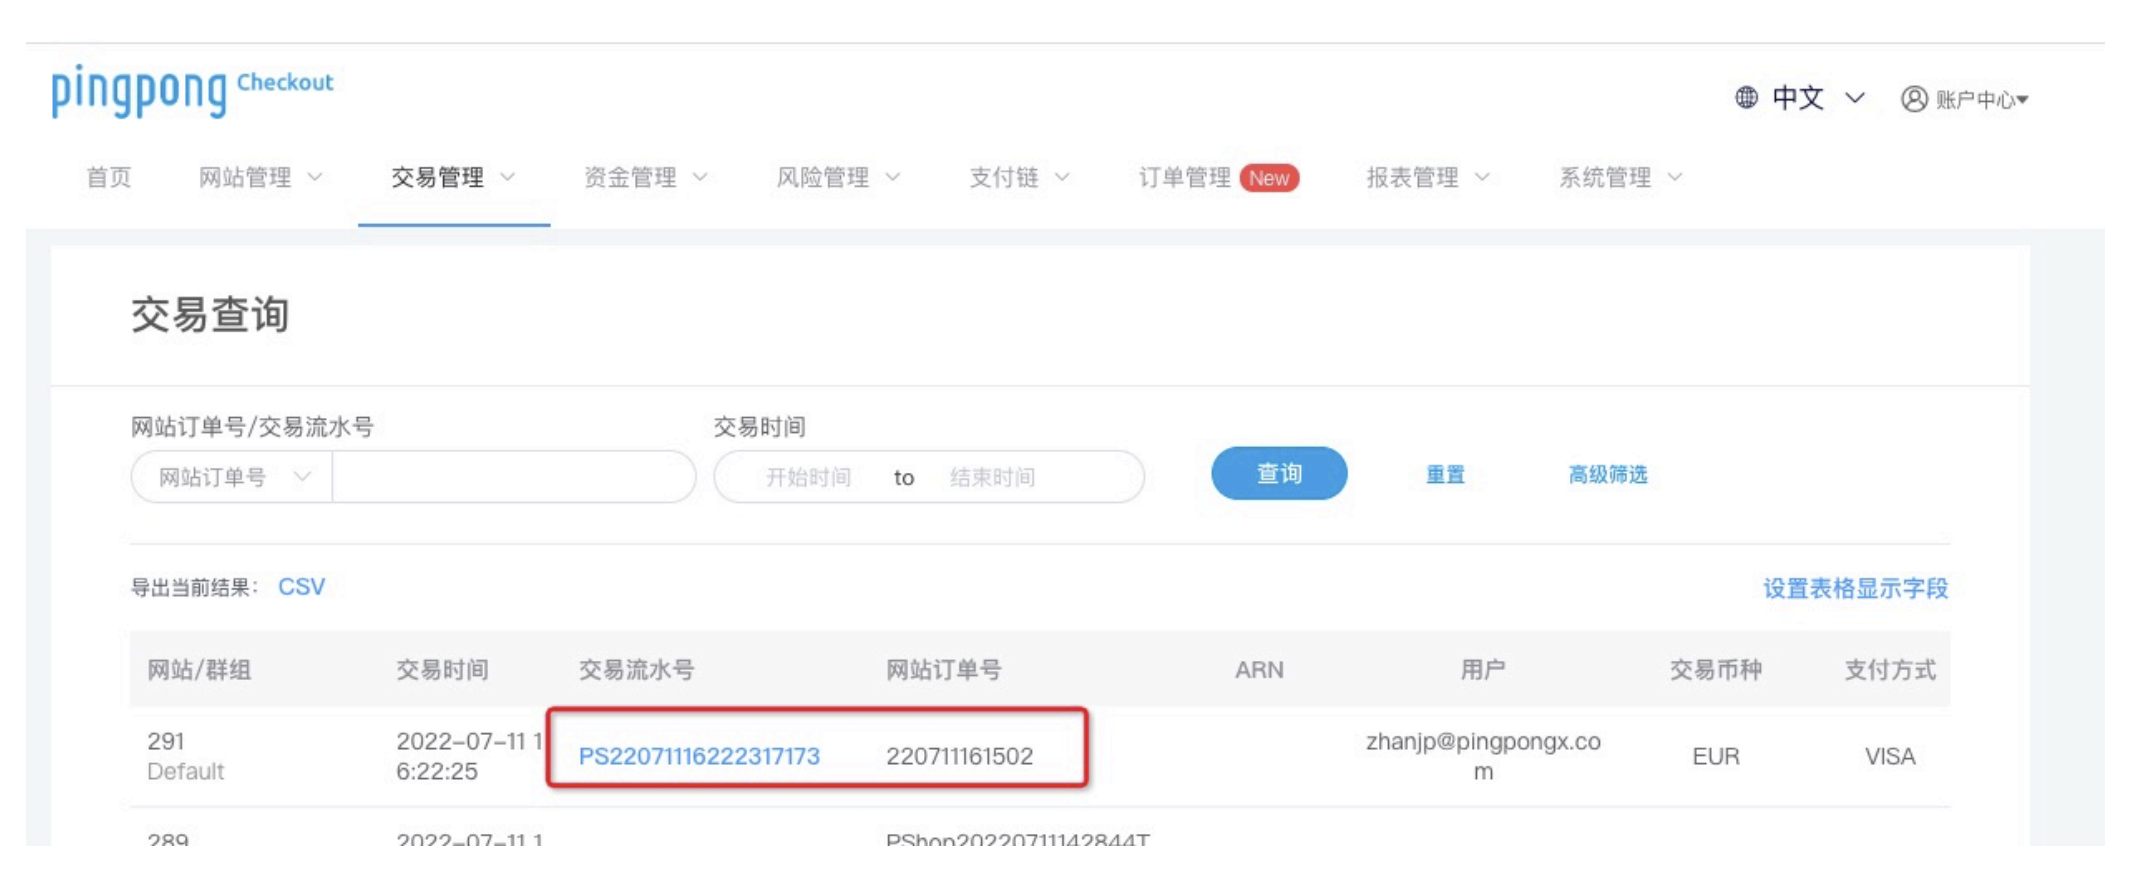 pingpong Checkout
中文 账户中心
首页 网站管理 交易管理 资金管理 风险管理 支付链 订单管理 New 报表管理 系统管理
交易查询
网站订单号/交易流水号 交易时间
网站订单号 开始时间 to 结束时间 查询 重置 高级筛选
导出当前结果: CSV 设置表格显示字段
网站/群组 交易时间 交易流水号 网站订单号 ARN 用户 交易币种 支付方式
291 2022-07-11 1 zhanjp@pingpongx.co
PS22071116222317173 220711161502 EUR VISA
Default 6:22:25 m
289 2022-07-11 1 PShop20220711142844T